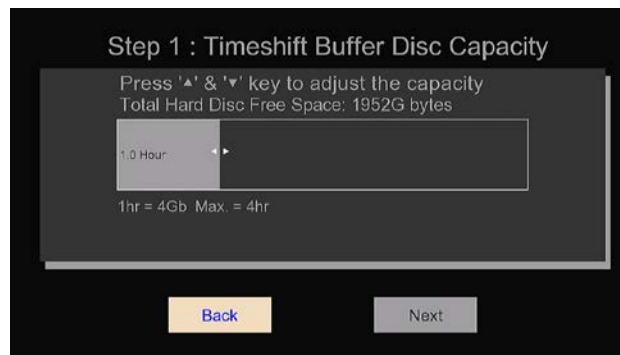 Step 1 : Timeshift Buffer Disc Capacity
Press '▲' & '▼' key to adjust the capacity
Total Hard Disc Free Space: 1952G bytes
1.0 Hour
1hr = 4Gb Max. = 4hr
Back Next